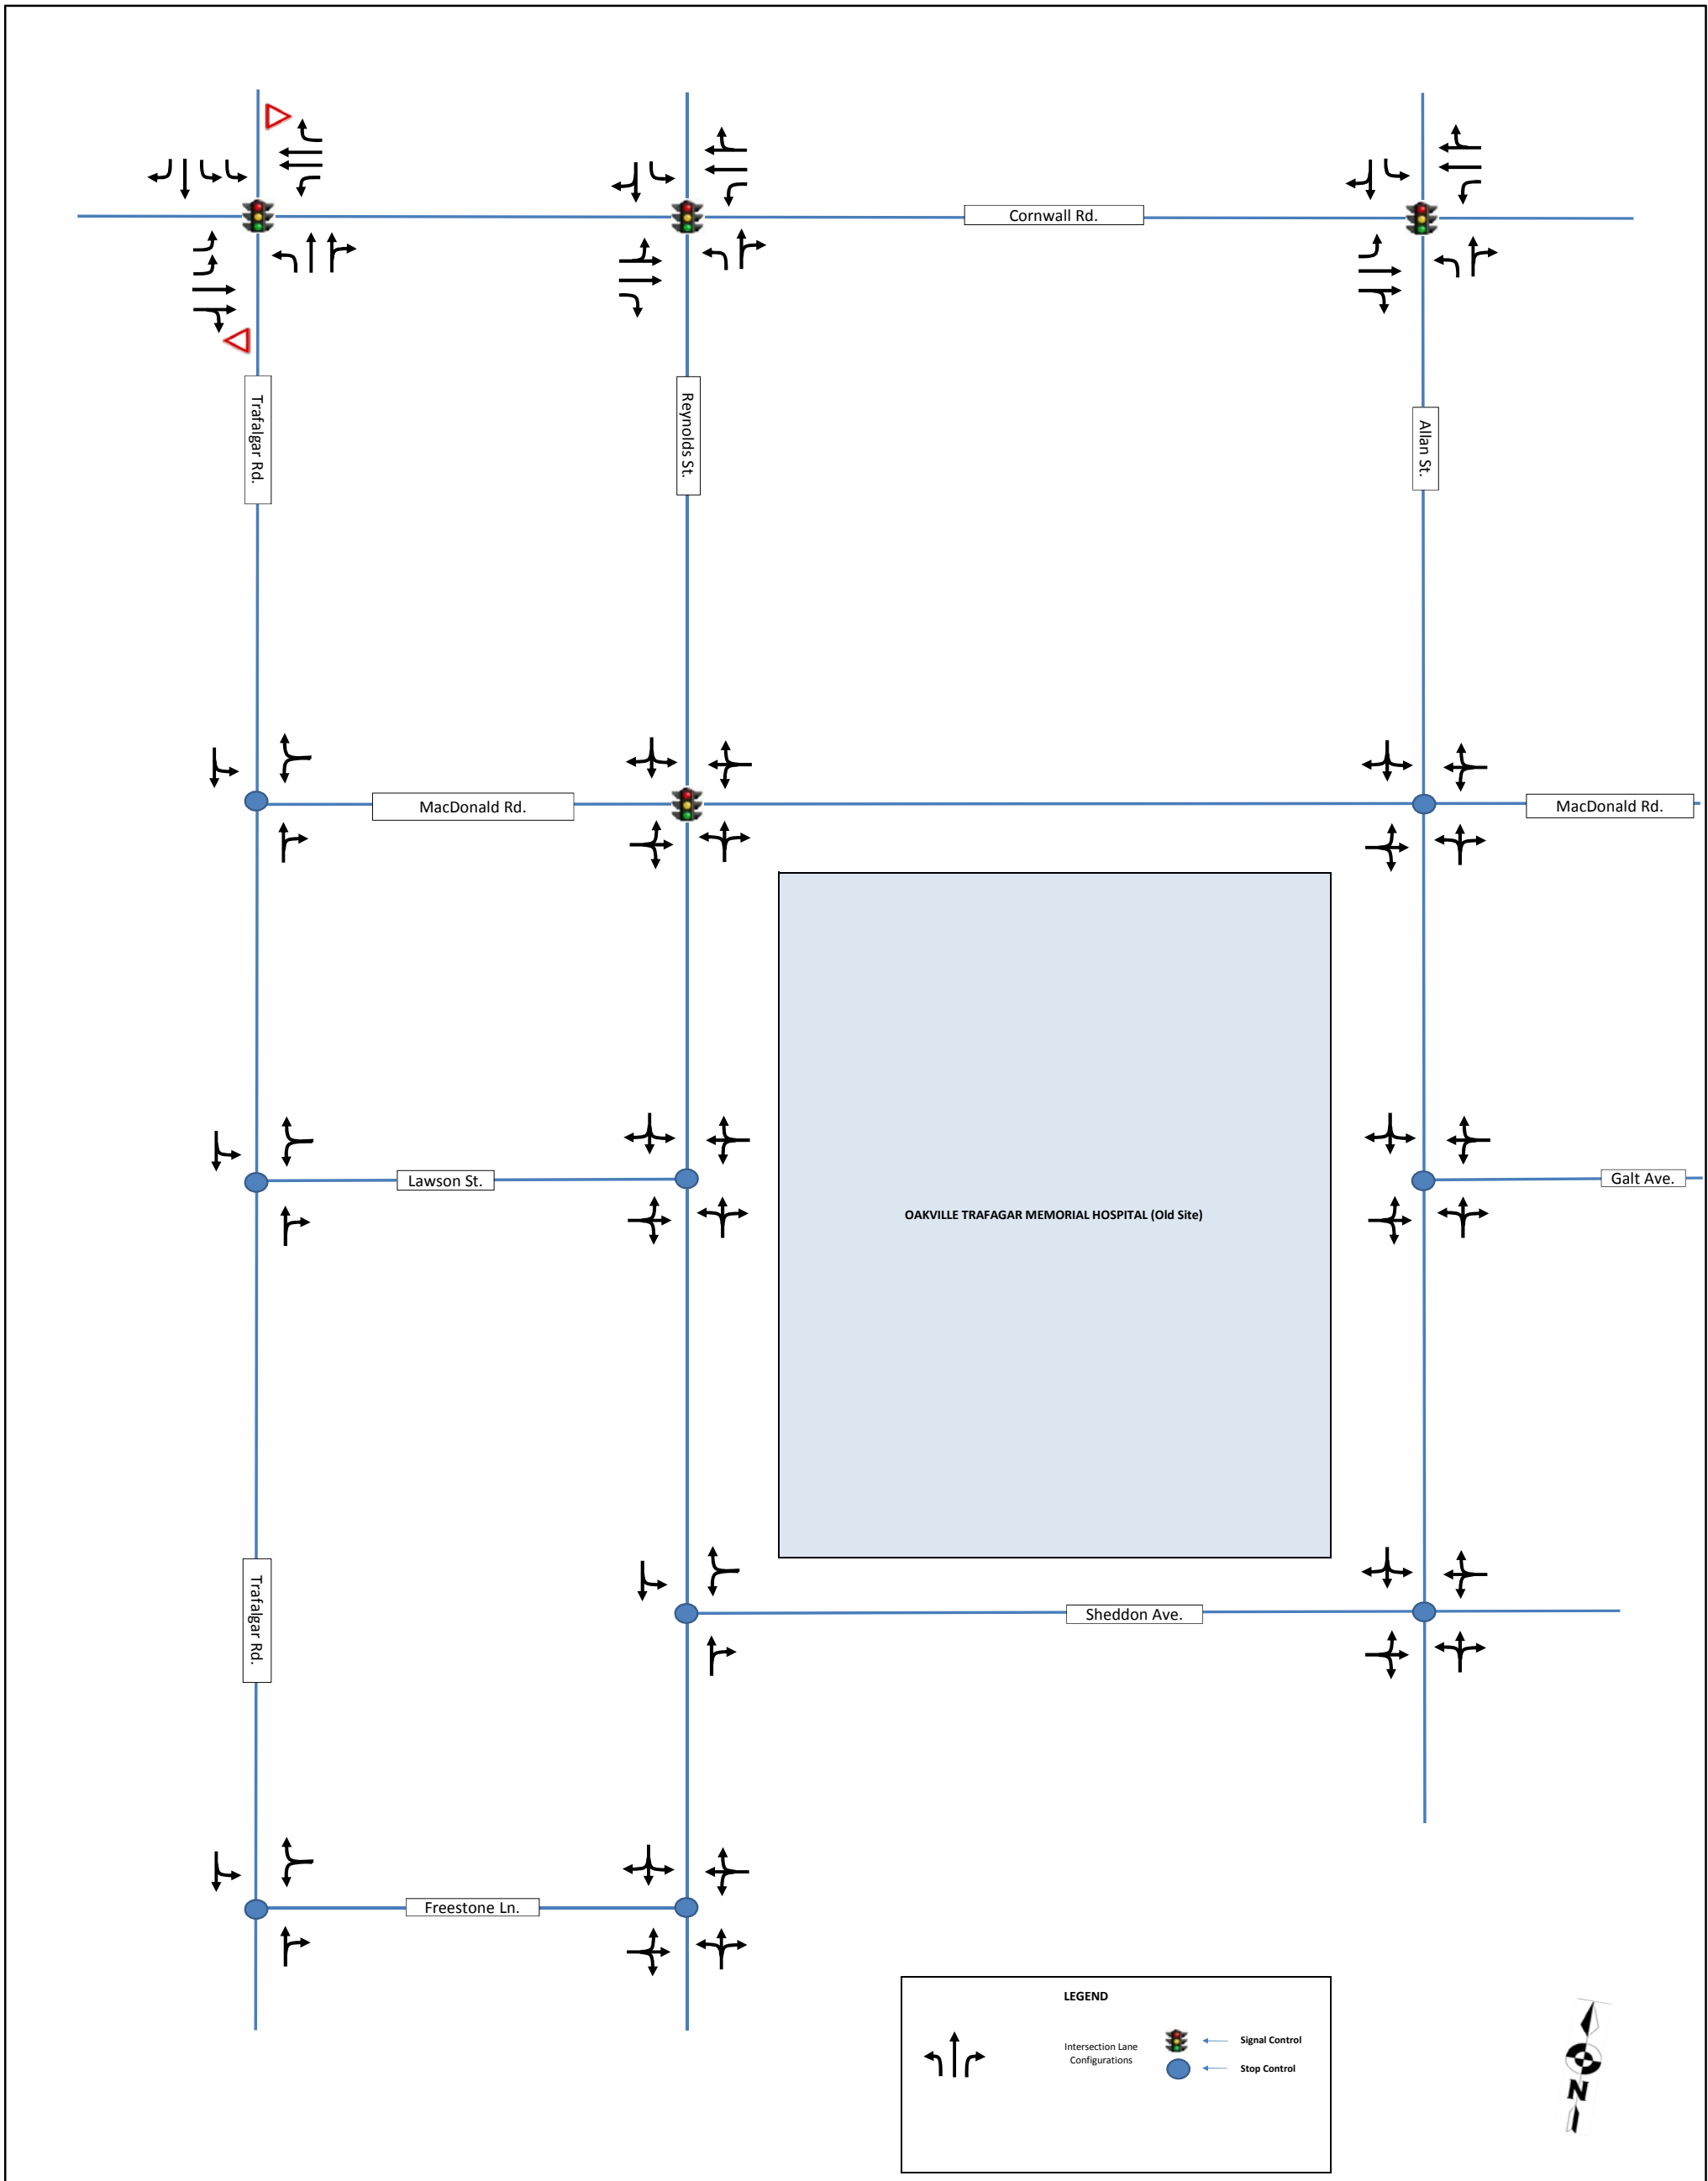 Cornwall Rd.
Trafalgar Rd.
Reynolds St.
Allan St.
MacDonald Rd.
MacDonald Rd.
Lawson St.
Galt Ave.
OAKVILLE TRAFAGAR MEMORIAL HOSPITAL (Old Site)
Trafalgar Rd.
Sheddon Ave.
Freestone Ln.
LEGEND
Intersection Lane
Configurations
Signal Control
Stop Control
N